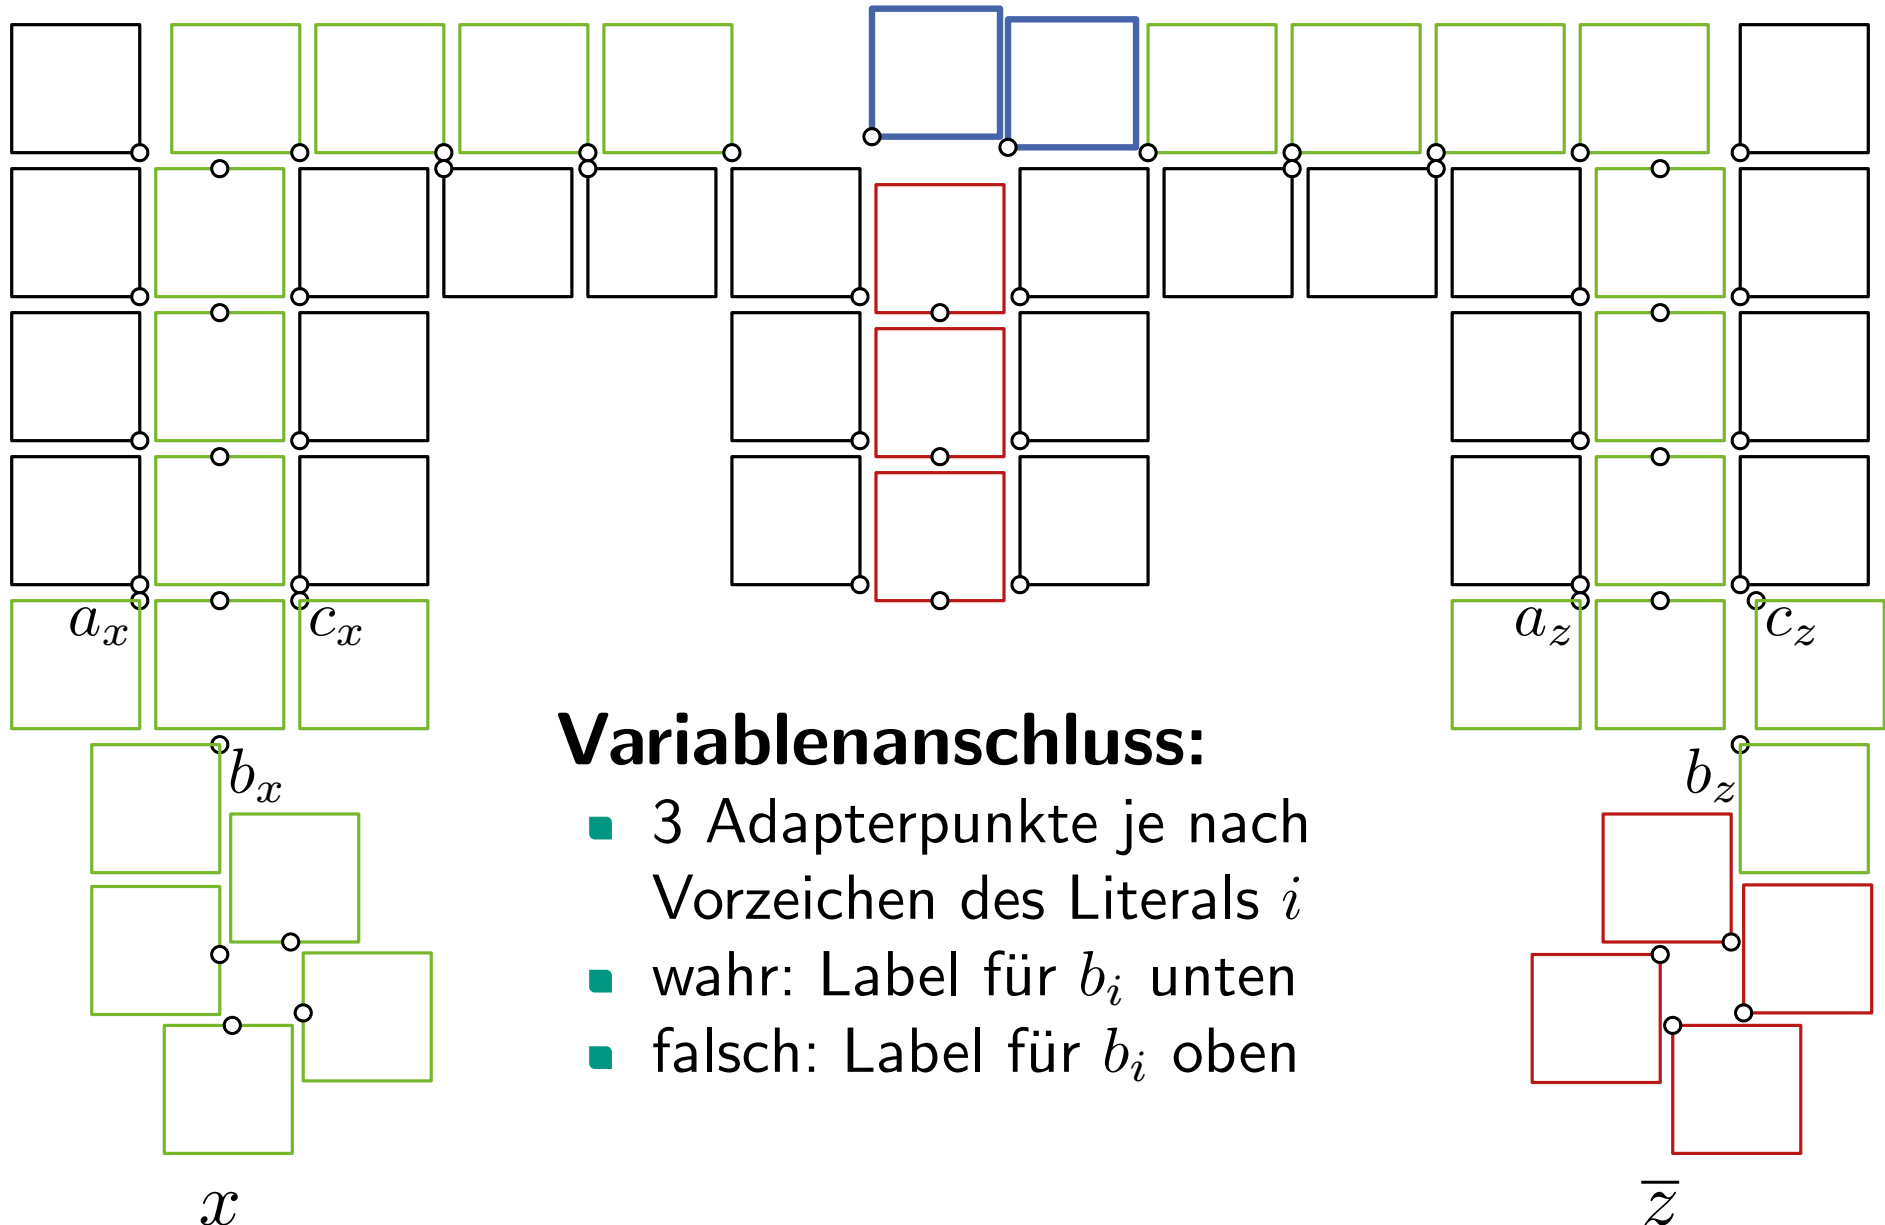 a_x c_x a_z c_z
b_x b_z
Variablenanschluss:
3 Adapterpunkte je nach
Vorzeichen des Literals i
wahr: Label für b_i unten
falsch: Label für b_i oben
x z̅